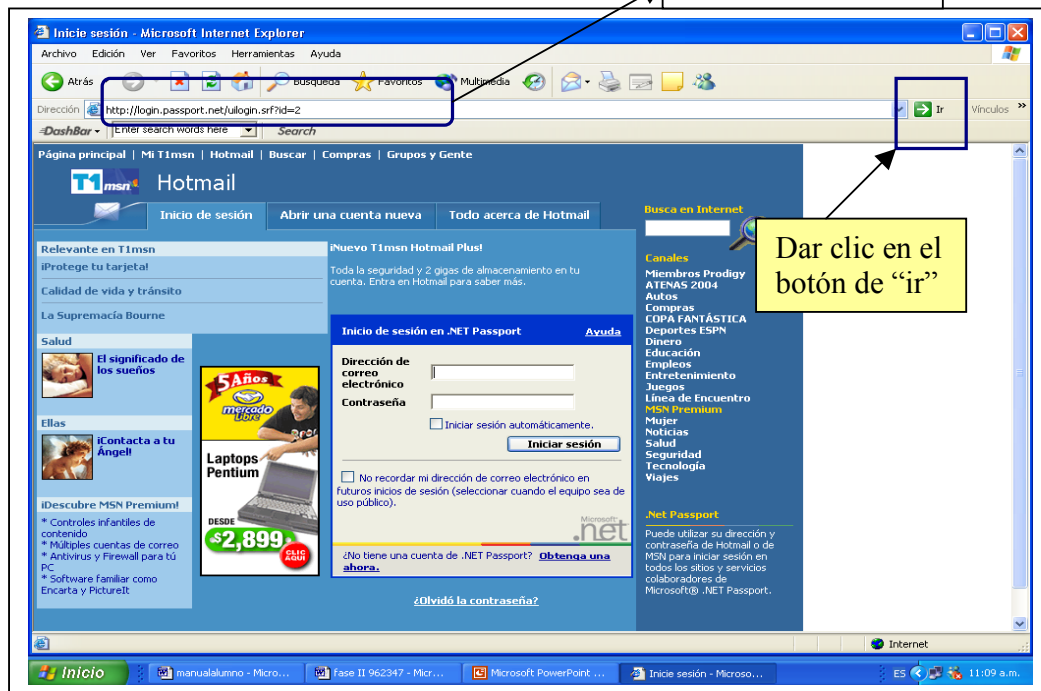 Inicie sesión - Microsoft Internet Explorer
Archivo Edición Ver Favoritos Herramientas Ayuda
Atrás Búsqueda Favoritos Multimedia
Dirección http://login.passport.net/uilogin.srf?id=2 Ir Vínculos »
DashBar Enter search words here Search
Página principal | Mi T1msn | Hotmail | Buscar | Compras | Grupos y Gente
T1msn Hotmail
Inicio de sesión Abrir una cuenta nueva Todo acerca de Hotmail
Relevante en T1msn
¡Protege tu tarjeta!
Calidad de vida y tránsito
La Supremacía Bourne
Salud
El significado de
los sueños
Ellas
¡Contacta a tu
Ángel!
¡Descubre MSN Premium!
* Controles infantiles de
contenido
* Múltiples cuentas de correo
* Antivirus y Firewall para tú
PC
* Software familiar como
Encarta y PictureIt
5 Años
mercado
libre
Laptops
Pentium
DESDE
$2,899
CLIC
AQUI
¡Nuevo T1msn Hotmail Plus!
Toda la seguridad y 2 gigas de almacenamiento en tu
cuenta. Entra en Hotmail para saber más.
Inicio de sesión en .NET Passport Ayuda
Dirección de
correo
electrónico
Contraseña
Iniciar sesión automáticamente.
Iniciar sesión
No recordar mi dirección de correo electrónico en
futuros inicios de sesión (seleccionar cuando el equipo sea de
uso público).
Microsoft
.net
¿No tiene una cuenta de .NET Passport? Obtenga una
ahora.
¿Olvidó la contraseña?
Busca en Internet
Canales
Miembros Prodigy
ATENAS 2004
Autos
Compras
COPA FANTÁSTICA
Deportes ESPN
Dinero
Educación
Empleos
Entretenimiento
Juegos
Línea de Encuentro
MSN Premium
Mujer
Noticias
Salud
Seguridad
Tecnología
Viajes
.Net Passport
Puede utilizar su dirección y
contraseña de Hotmail o de
MSN para iniciar sesión en
todos los sitios y servicios
colaboradores de
Microsoft® .NET Passport.
Dar clic en el
botón de “ir”
Internet
Inicio manualalumno - Micro... fase II 962347 - Micr... Microsoft PowerPoint ... Inicie sesión - Microso... ES 11:09 a.m.